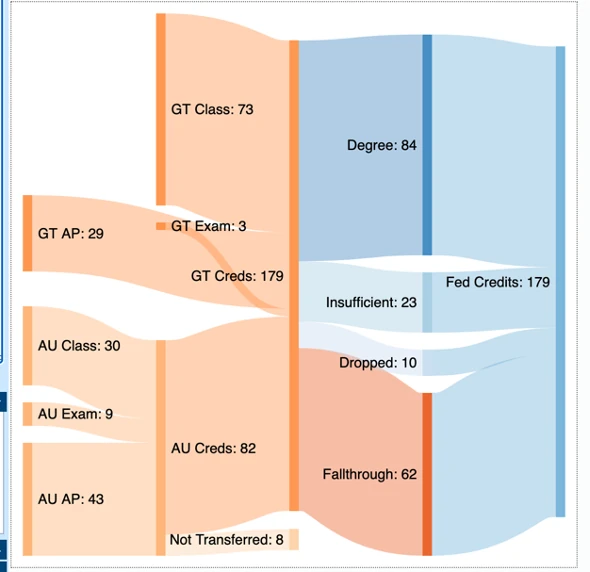 GT Class: 73
GT Exam: 3
GT AP: 29
GT Creds: 179
AU Class: 30
AU Exam: 9
AU Creds: 82
AU AP: 43
Not Transferred: 8
Degree: 84
Insufficient: 23
Fed Credits: 179
Dropped: 10
Fallthrough: 62